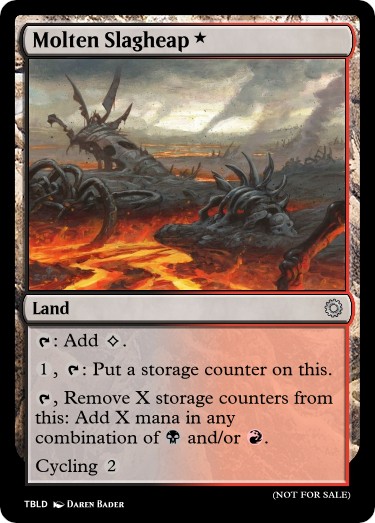 Molten Slagheap ★
Land
: Add .
1 , : Put a storage counter on this.
, Remove X storage counters from
this: Add X mana in any
combination of and/or .
Cycling 2
TBLD Daren Bader
(NOT FOR SALE)